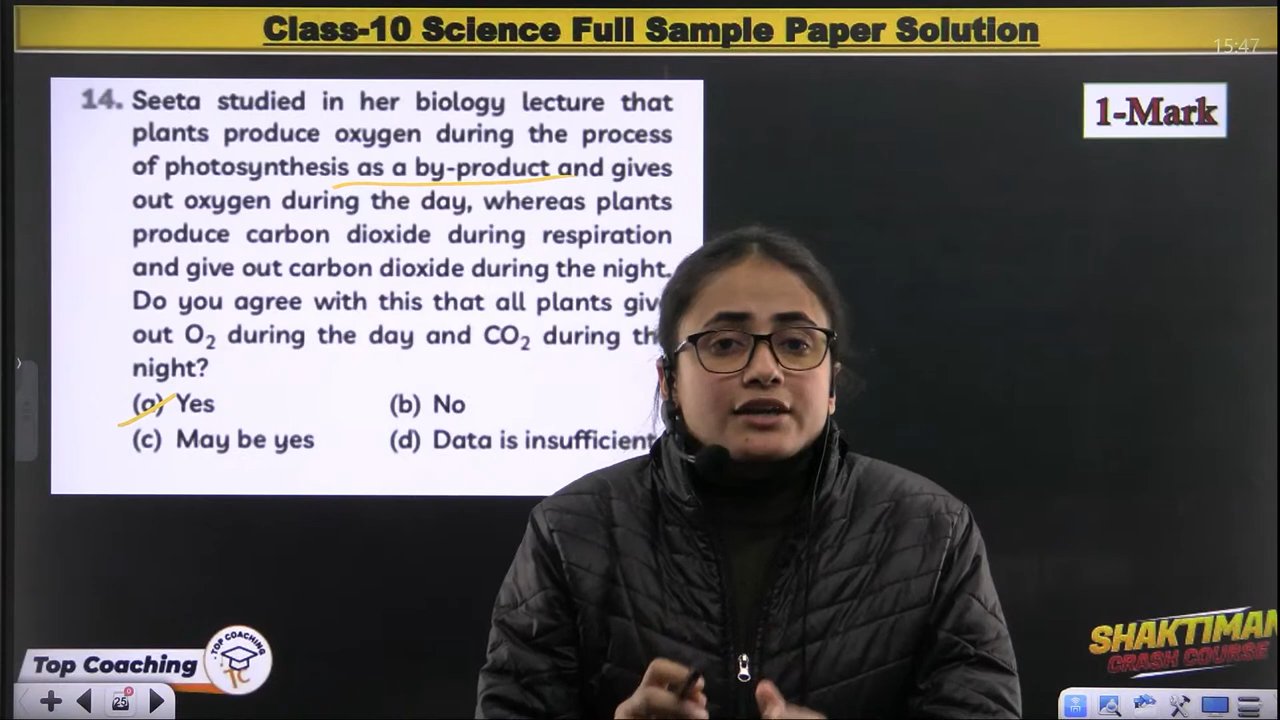 Class-10 Science Full Sample Paper Solution
15:47
1-Mark
14. Seeta studied in her biology lecture that
plants produce oxygen during the process
of photosynthesis as a by-product and gives
out oxygen during the day, whereas plants
produce carbon dioxide during respiration
and give out carbon dioxide during the night.
Do you agree with this that all plants giv
out O₂ during the day and CO₂ during th
night?
(a) Yes (b) No
(c) May be yes (d) Data is insufficient
Top Coaching
TOP COACHING
TC
SHAKTIMAN
CRASH COURSE
25